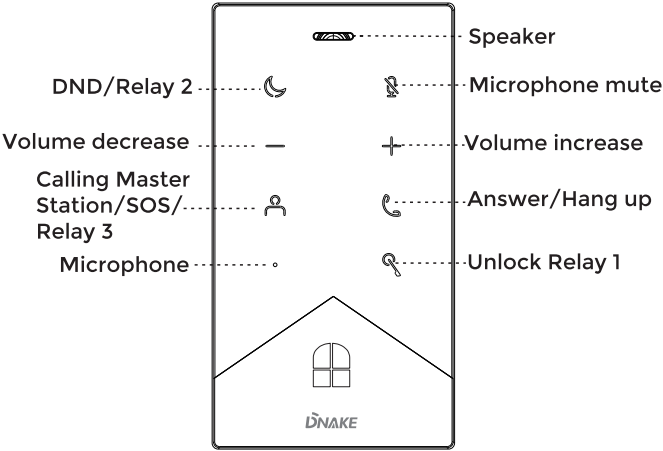 Speaker
DND/Relay 2
Microphone mute
Volume decrease
Volume increase
Calling Master
Station/SOS/
Relay 3
Answer/Hang up
Microphone
Unlock Relay 1
DNAKE